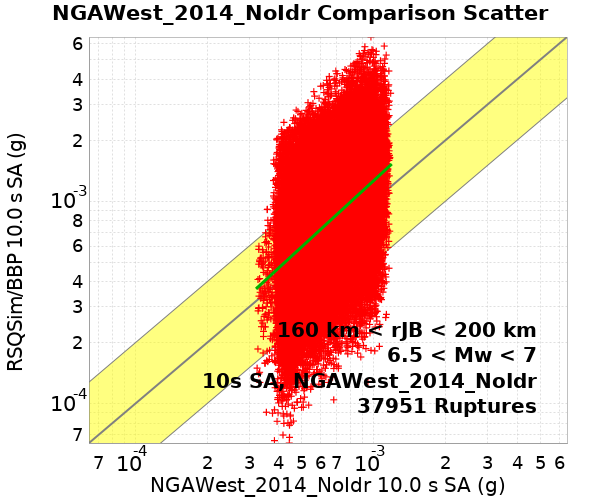 NGAWest_2014_NoIdr Comparison Scatter
RSQSim/BBP 10.0 s SA (g)
6
4
3
2
10-3
8
6
4
3
2
10-4
7
160 km < rJB < 200 km
6.5 < Mw < 7
10s SA, NGAWest_2014_NoIdr
37951 Ruptures
7 10-4 2 3 4 5 6 7 10-3 2 3 4 5 6
NGAWest_2014_NoIdr 10.0 s SA (g)